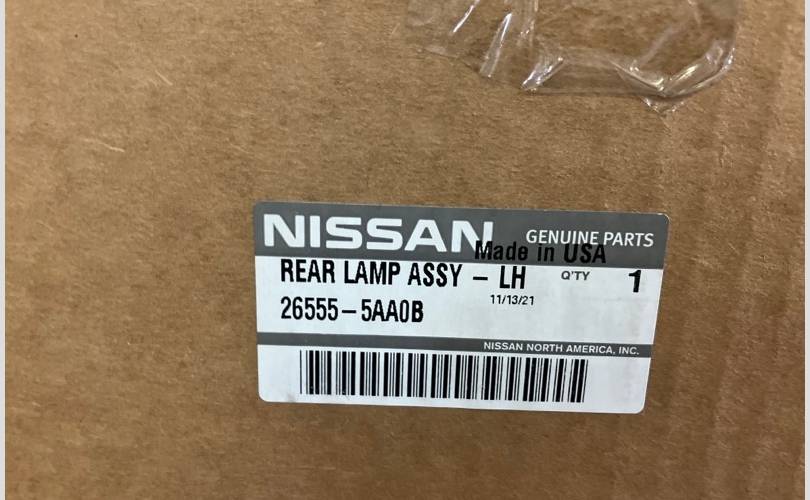 NISSAN GENUINE PARTS
Made in USA
REAR LAMP ASSY – LH Q'TY 1
11/13/21
26555–5AA0B
NISSAN NORTH AMERICA, INC.